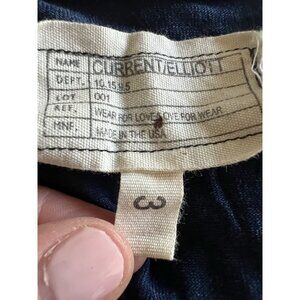 NAME CURRENT/ELLIOTT
DEPT. 10.15.95
LOT 001
REF. WEAR FOR LOVE, LOVE FOR WEAR
MNF. MADE IN THE USA
3